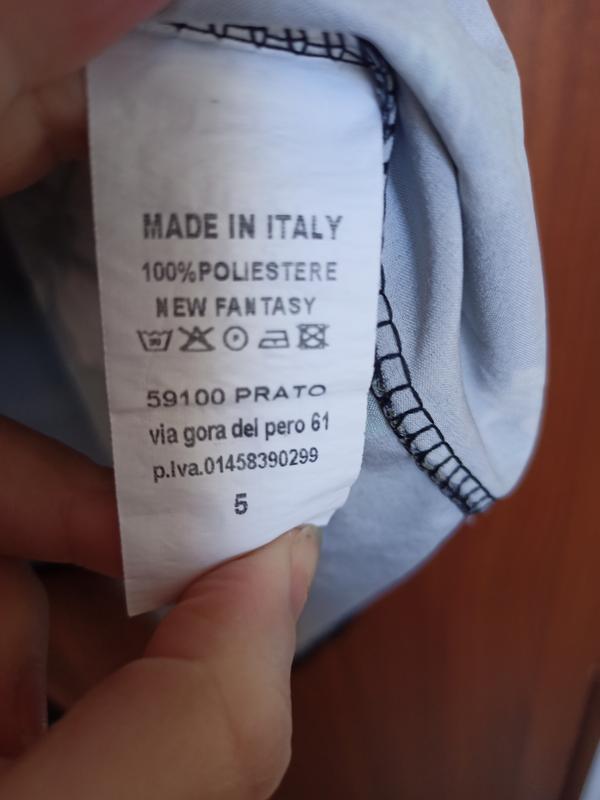 MADE IN ITALY
100%POLIESTERE
NEW FANTASY
59100 PRATO
via gora del pero 61
p.Iva.01458390299
5